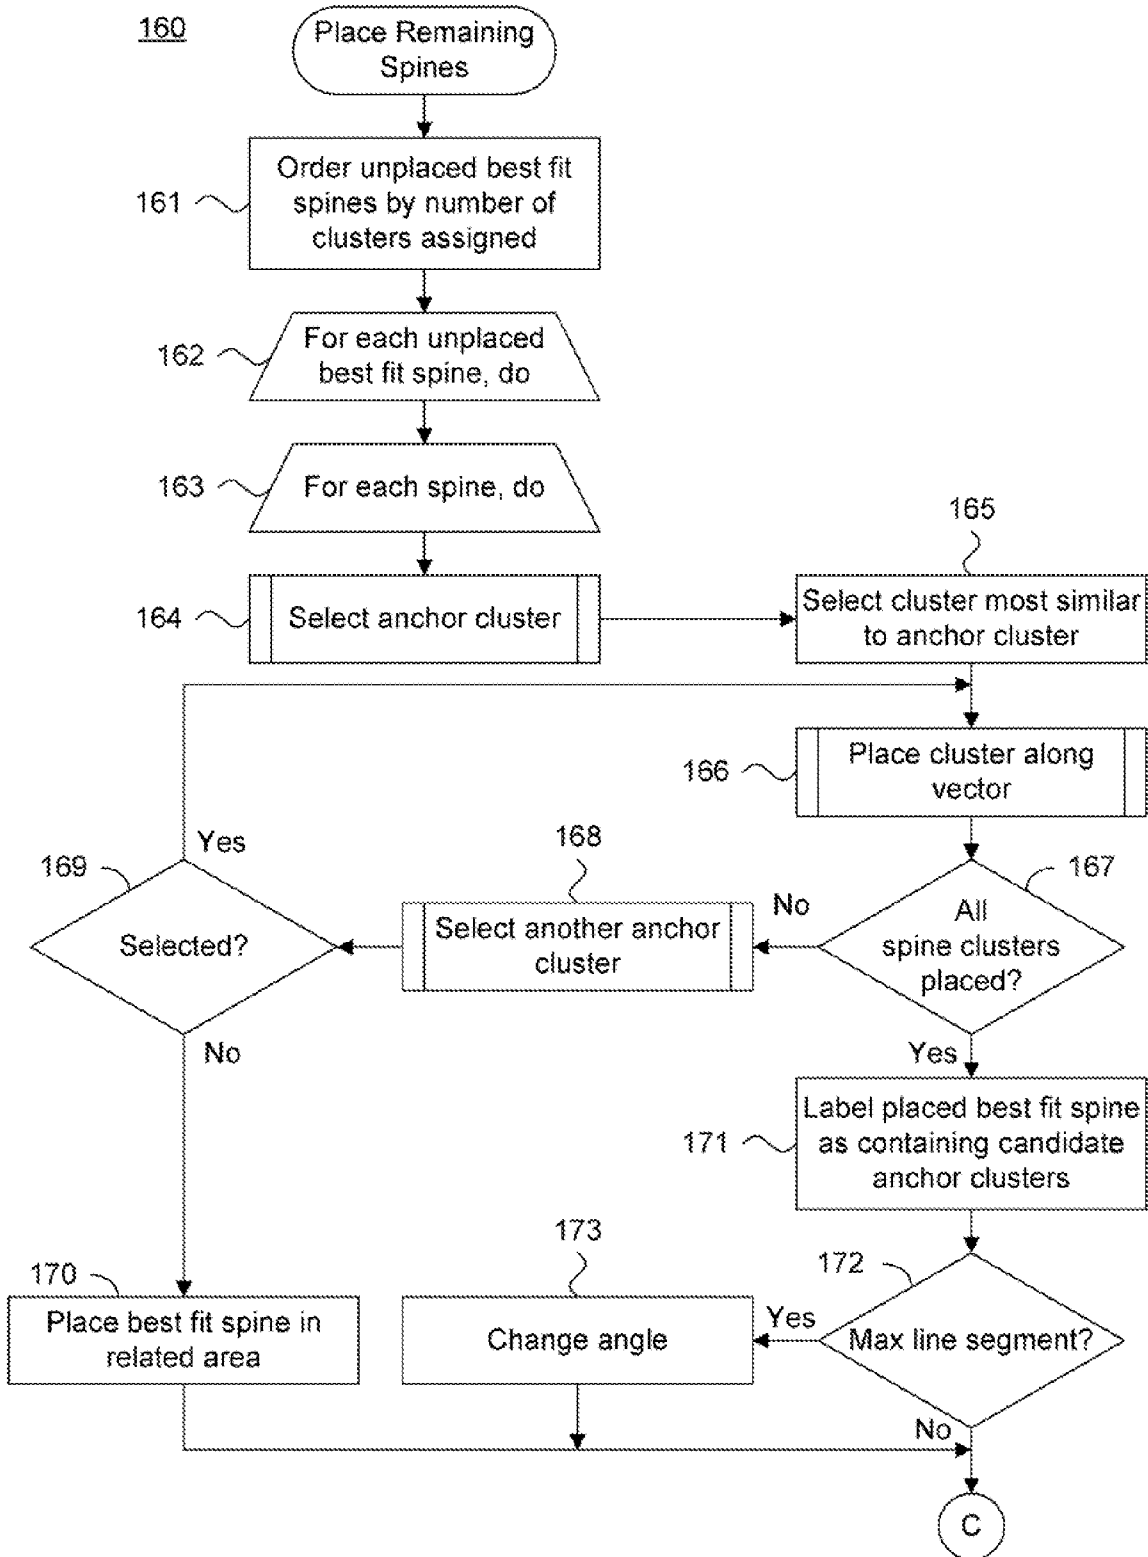 160
Place Remaining
Spines
161
Order unplaced best fit
spines by number of
clusters assigned
162
For each unplaced
best fit spine, do
163
For each spine, do
164
Select anchor cluster
165
Select cluster most similar
to anchor cluster
166
Place cluster along
vector
167
All
spine clusters
placed?
No
168
Select another anchor
cluster
169
Selected?
Yes
No
170
Place best fit spine in
related area
Yes
171
Label placed best fit spine
as containing candidate
anchor clusters
172
Max line segment?
Yes
173
Change angle
No
C